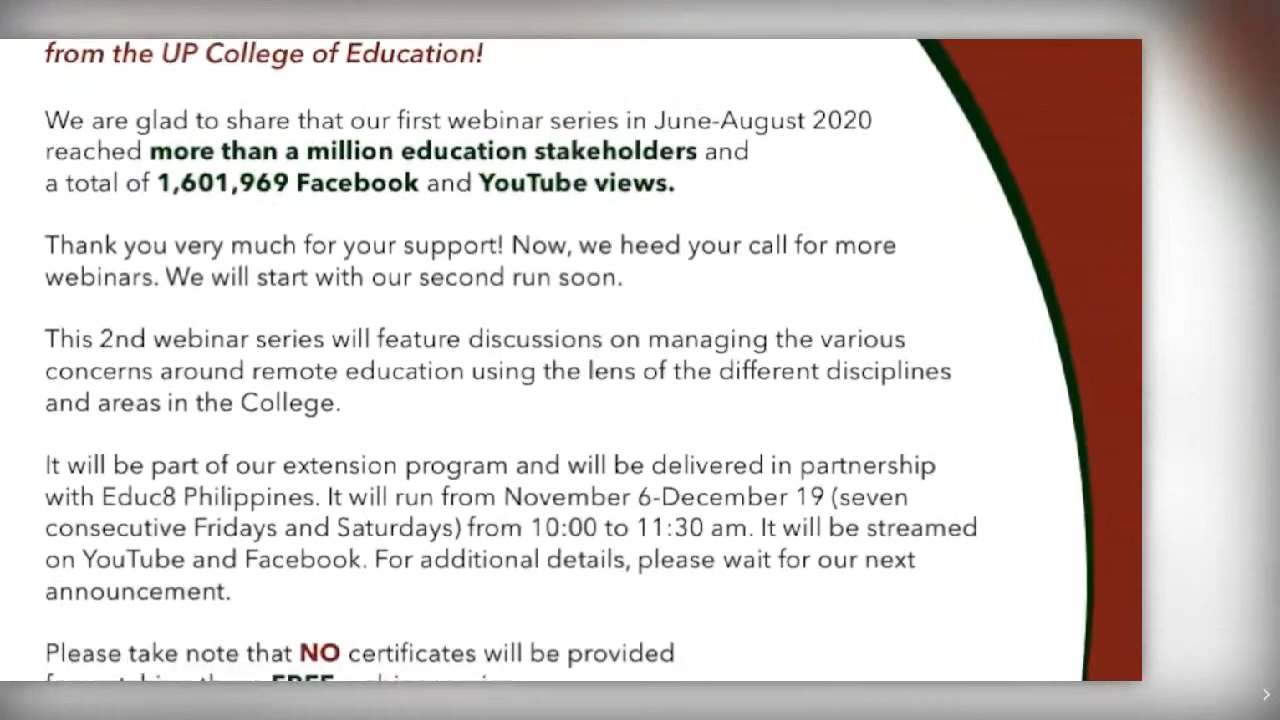 from the UP College of Education!
We are glad to share that our first webinar series in June-August 2020
reached more than a million education stakeholders and
a total of 1,601,969 Facebook and YouTube views.
Thank you very much for your support! Now, we heed your call for more
webinars. We will start with our second run soon.
This 2nd webinar series will feature discussions on managing the various
concerns around remote education using the lens of the different disciplines
and areas in the College.
It will be part of our extension program and will be delivered in partnership
with Educ8 Philippines. It will run from November 6-December 19 (seven
consecutive Fridays and Saturdays) from 10:00 to 11:30 am. It will be streamed
on YouTube and Facebook. For additional details, please wait for our next
announcement.
Please take note that NO certificates will be provided
FREE